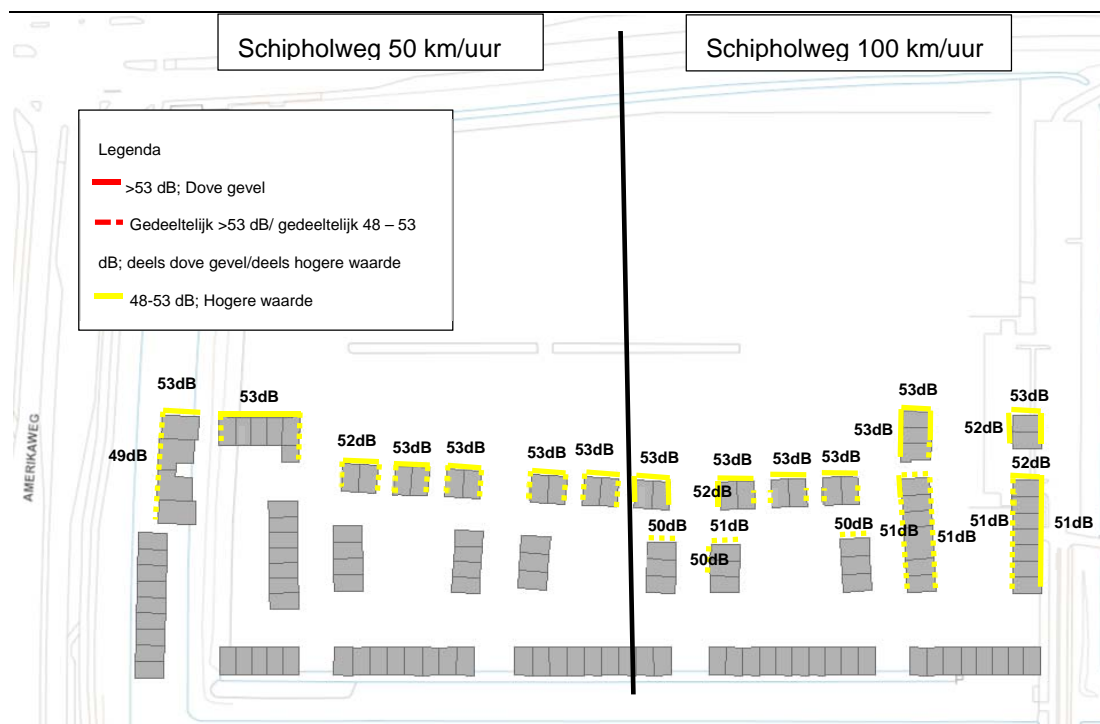 Schipholweg 50 km/uur
Schipholweg 100 km/uur
Legenda
>53 dB; Dove gevel
Gedeeltelijk >53 dB/ gedeeltelijk 48 – 53
dB; deels dove gevel/deels hogere waarde
48-53 dB; Hogere waarde
AMERIKAWEG
53dB
53dB
49dB
52dB
53dB
53dB
53dB
53dB
53dB
53dB
53dB
53dB
53dB
53dB
53dB
52dB
52dB
52dB
50dB
51dB
50dB
50dB
51dB
51dB
51dB
51dB